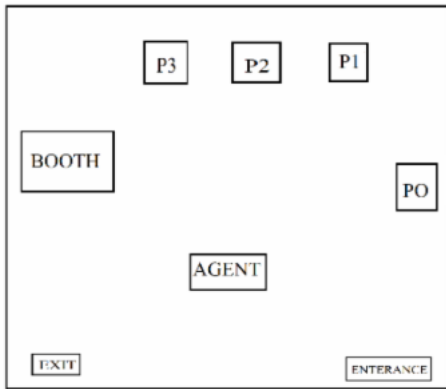 P3 P2 P1
BOOTH
PO
AGENT
EXIT
ENTERANCE